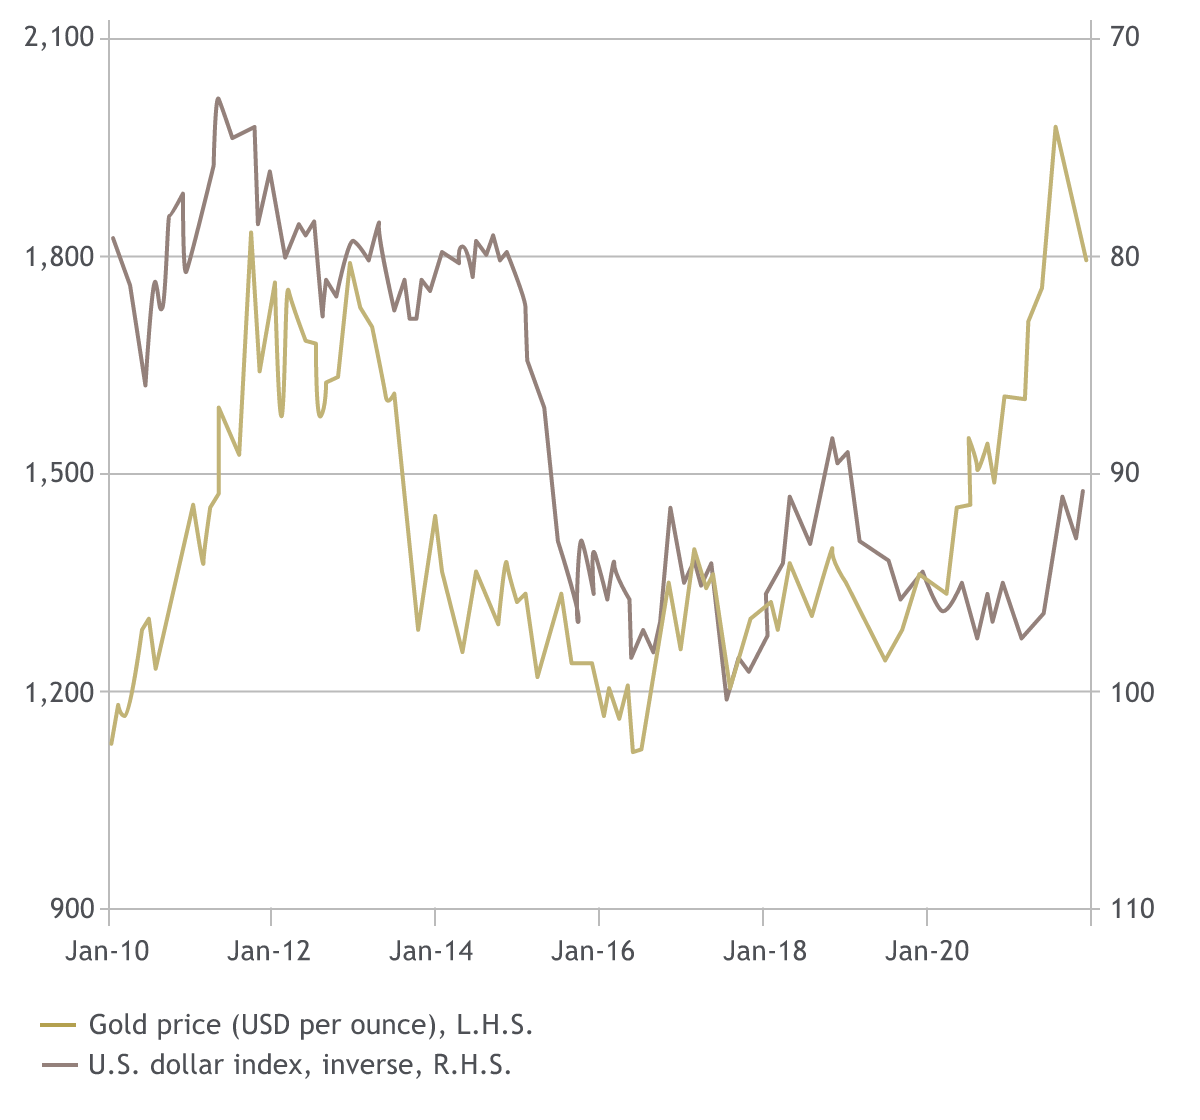 2,100 70
1,800 80
1,500 90
1,200 100
900 110
Jan-10 Jan-12 Jan-14 Jan-16 Jan-18 Jan-20
Gold price (USD per ounce), L.H.S.
U.S. dollar index, inverse, R.H.S.